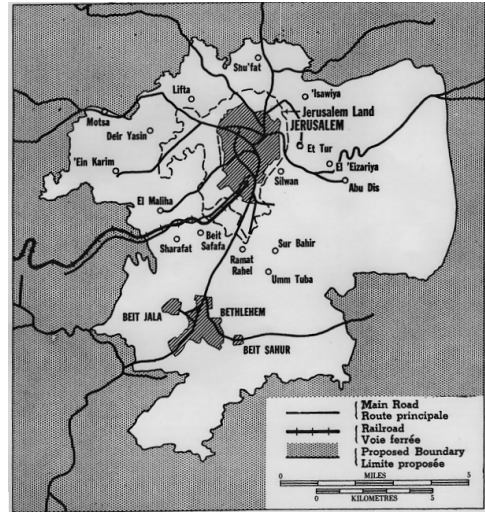 Shu'fat
Lifta
'Isawiya
Motsa
Jerusalem Land
JERUSALEM
Deir Yasin
Et Tur
'Ein Karim
El 'Eizariya
Silwan
Abu Dis
El Maliha
Sharafat
Beit
Safafa
Ramat
Rahel
Sur Bahir
Umm Tuba
BEIT JALA
BETHLEHEM
BEIT SAHUR
Main Road
Route principale
Railroad
Voie ferrée
Proposed Boundary
Limite proposée
MILES
0 5
0 5
KILOMETRES